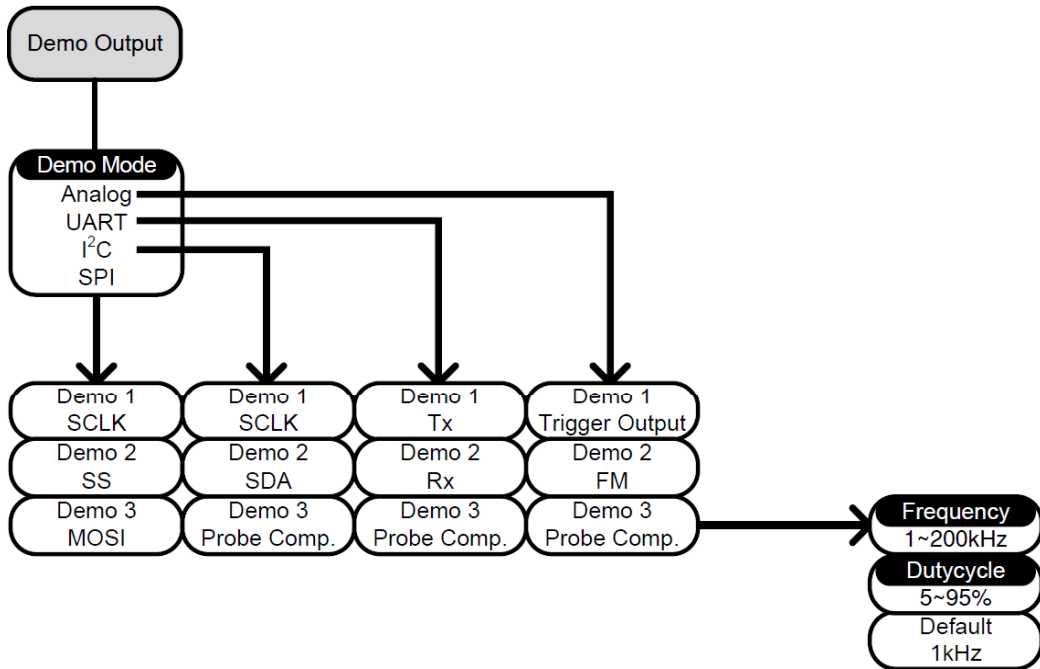 Demo Output
Demo Mode
Analog
UART
I²C
SPI
Demo 1
SCLK
Demo 2
SS
Demo 3
MOSI
Demo 1
SCLK
Demo 2
SDA
Demo 3
Probe Comp.
Demo 1
Tx
Demo 2
Rx
Demo 3
Probe Comp.
Demo 1
Trigger Output
Demo 2
FM
Demo 3
Probe Comp.
Frequency
1~200kHz
Dutycycle
5~95%
Default
1kHz